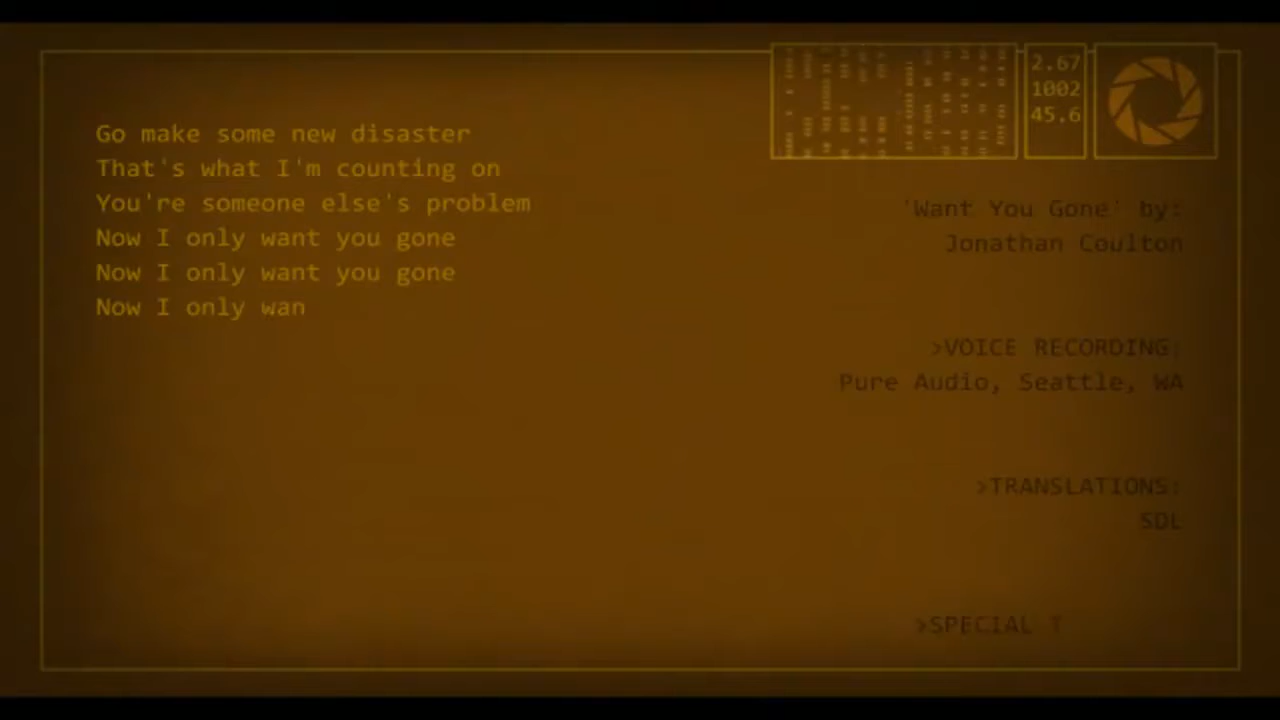 Go make some new disaster
That's what I'm counting on
You're someone else's problem
Now I only want you gone
Now I only want you gone
Now I only wan
2.67
1002
45.6
'Want You Gone' by:
Jonathan Coulton
>VOICE RECORDING:
Pure Audio, Seattle, WA
>TRANSLATIONS:
SDL
>SPECIAL T